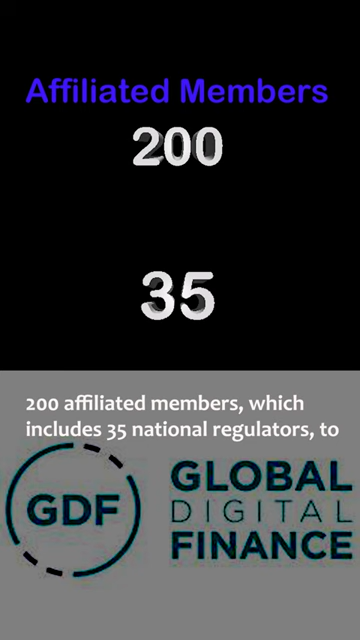 Affiliated Members
200
35
200 affiliated members, which
includes 35 national regulators, to
GDF
GLOBAL
DIGITAL
FINANCE